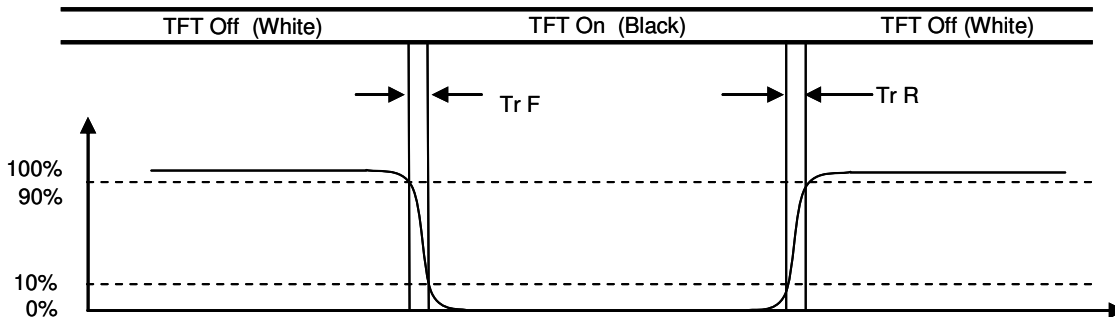 TFT Off (White)
TFT On (Black)
TFT Off (White)
Tr F
Tr R
100%
90%
10%
0%